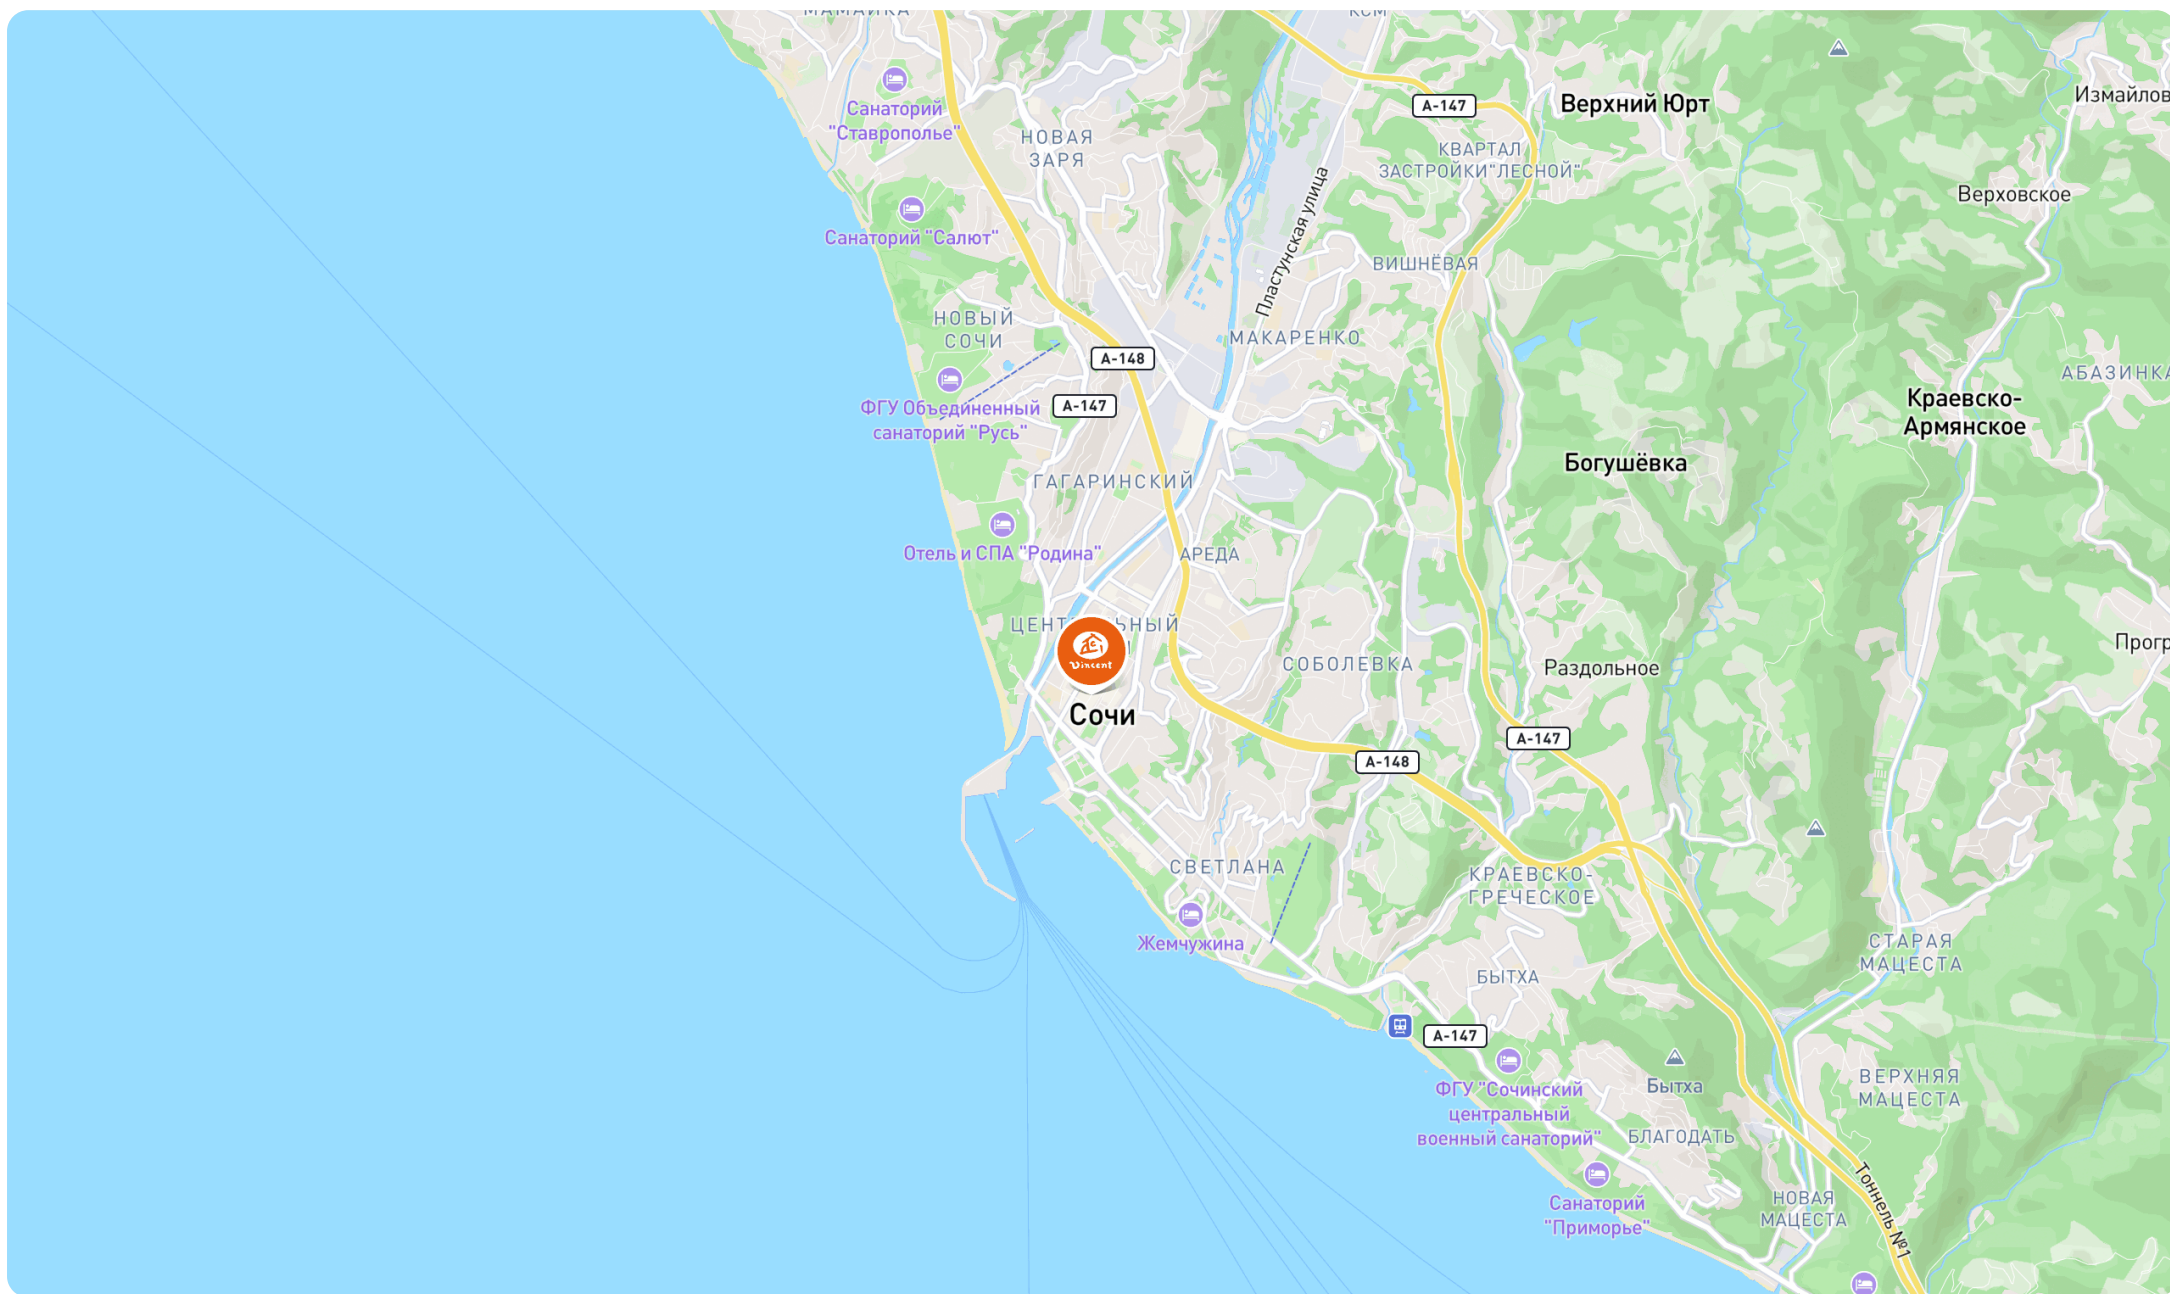 МАМАЙКА
КСМ
Санаторий
"Ставрополье"
НОВАЯ
ЗАРЯ
А-147
Верхний Юрт
Измайлов
КВАРТАЛ
ЗАСТРОЙКИ"ЛЕСНОЙ"
Пластунская улица
Верховское
Санаторий "Салют"
ВИШНЁВАЯ
НОВЫЙ
СОЧИ
МАКАРЕНКО
А-148
АБАЗИНКА
ФГУ Объединенный
санаторий "Русь"
А-147
Краевско-
Армянское
Богушёвка
ГАГАРИНСКИЙ
Отель и СПА "Родина"
АРЕДА
Vincent
Сочи
СОБОЛЕВКА
Раздольное
Прогр
А-147
А-148
СВЕТЛАНА
КРАЕВСКО-
ГРЕЧЕСКОЕ
Жемчужина
СТАРАЯ
МАЦЕСТА
БЫТХА
А-147
ФГУ "Сочинский
центральный
военный санаторий"
Бытха
ВЕРХНЯЯ
МАЦЕСТА
БЛАГОДАТЬ
Санаторий
"Приморье"
НОВАЯ
МАЦЕСТА
Тоннель №1